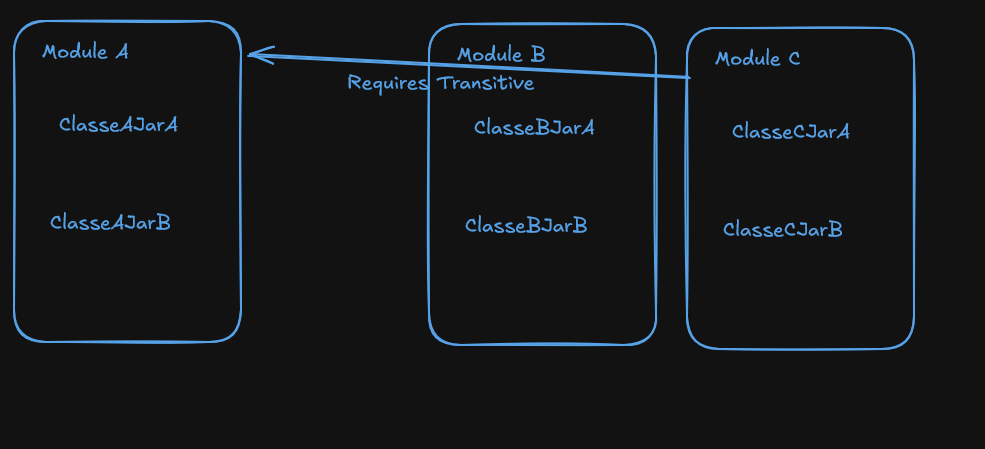 Module A
Module B
Module C
Requires Transitive
ClasseAJarA
ClasseBJarA
ClasseCJarA
ClasseAJarB
ClasseBJarB
ClasseCJarB